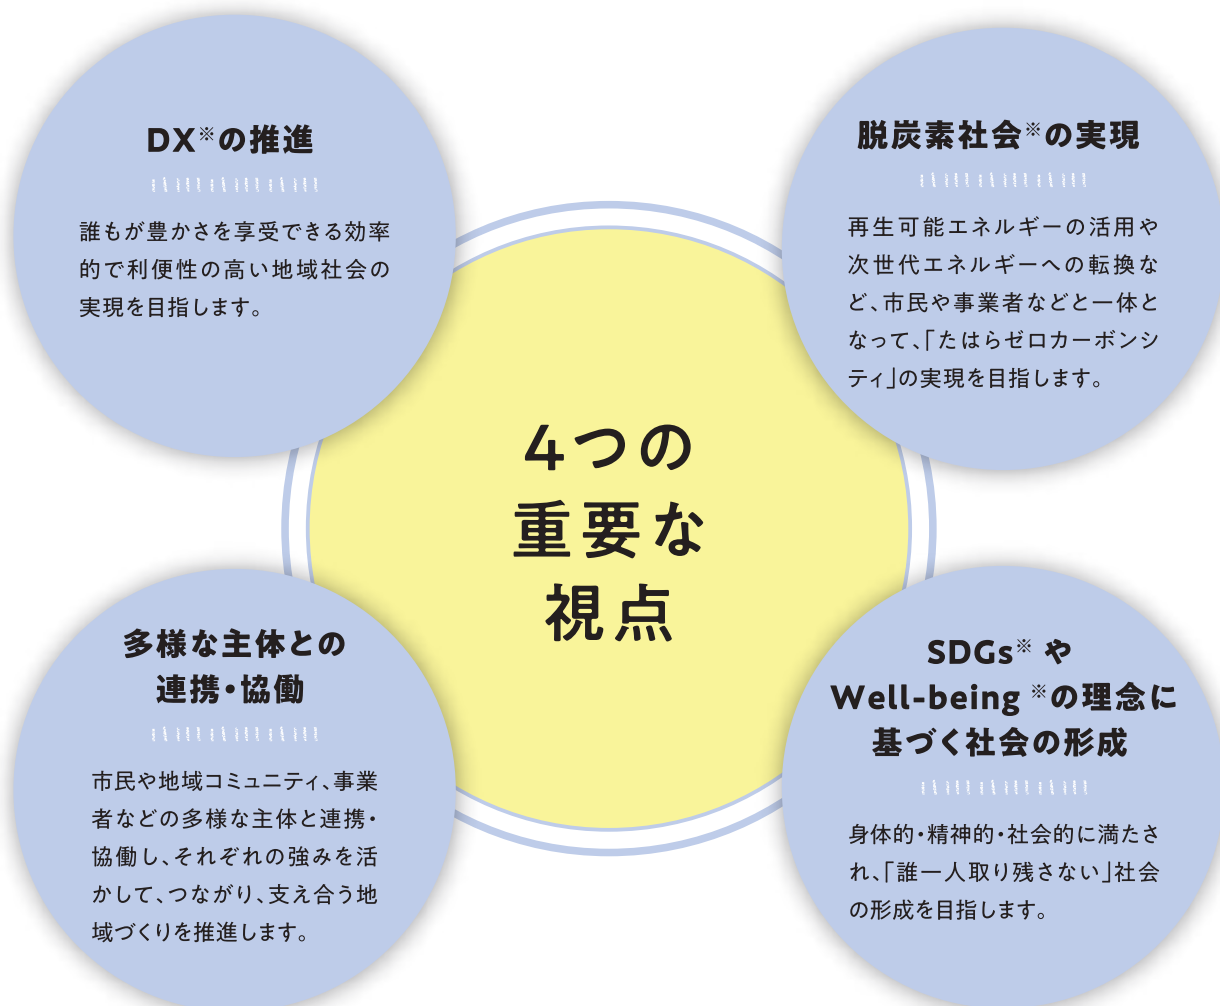 DX※の推進
誰もが豊かさを享受できる効率
的で利便性の高い地域社会の
実現を目指します。
脱炭素社会※の実現
再生可能エネルギーの活用や
次世代エネルギーへの転換な
ど、市民や事業者などと一体と
なって、「たはらゼロカーボンシ
ティ」の実現を目指します。
4つの
重要な
視点
多様な主体との
連携・協働
市民や地域コミュニティ、事業
者などの多様な主体と連携・
協働し、それぞれの強みを活
かして、つながり、支え合う地
域づくりを推進します。
SDGs※ や
Well-being ※の理念に
基づく社会の形成
身体的・精神的・社会的に満たさ
れ、「誰一人取り残さない」社会
の形成を目指します。